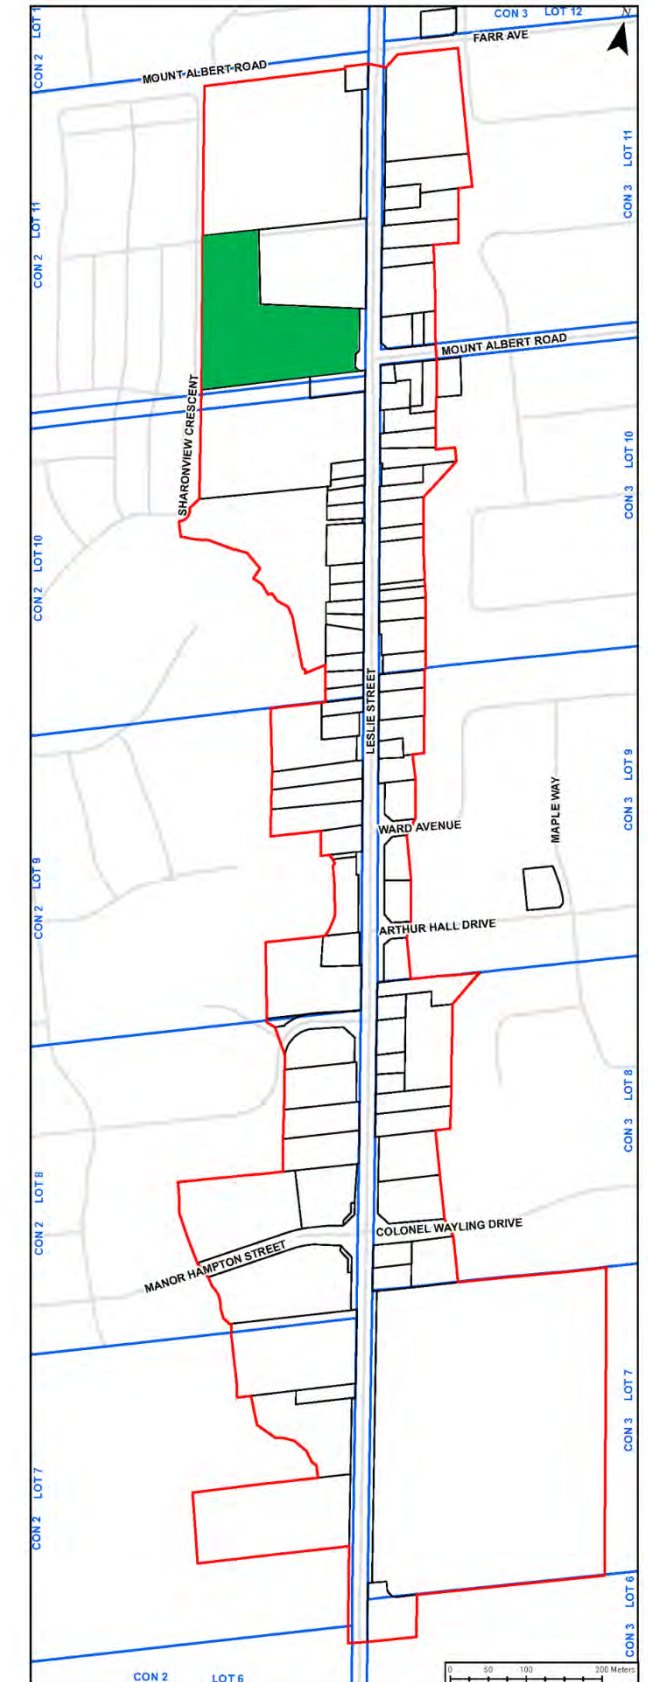 CON 3 LOT 12
N
FARR AVE
CON 2 LOT 1
MOUNT ALBERT ROAD
CON 3 LOT 11
CON 2 LOT 11
MOUNT ALBERT ROAD
SHARONVIEW CRESCENT
CON 3 LOT 10
CON 2 LOT 10
LESLIE STREET
CON 3 LOT 9
MAPLE WAY
WARD AVENUE
CON 2 LOT 9
ARTHUR HALL DRIVE
CON 3 LOT 8
CON 2 LOT 8
COLONEL WAYLING DRIVE
MANOR HAMPTON STREET
CON 3 LOT 7
CON 2 LOT 7
CON 3 LOT 6
CON 2 LOT 6
0 50 100 200 Meters